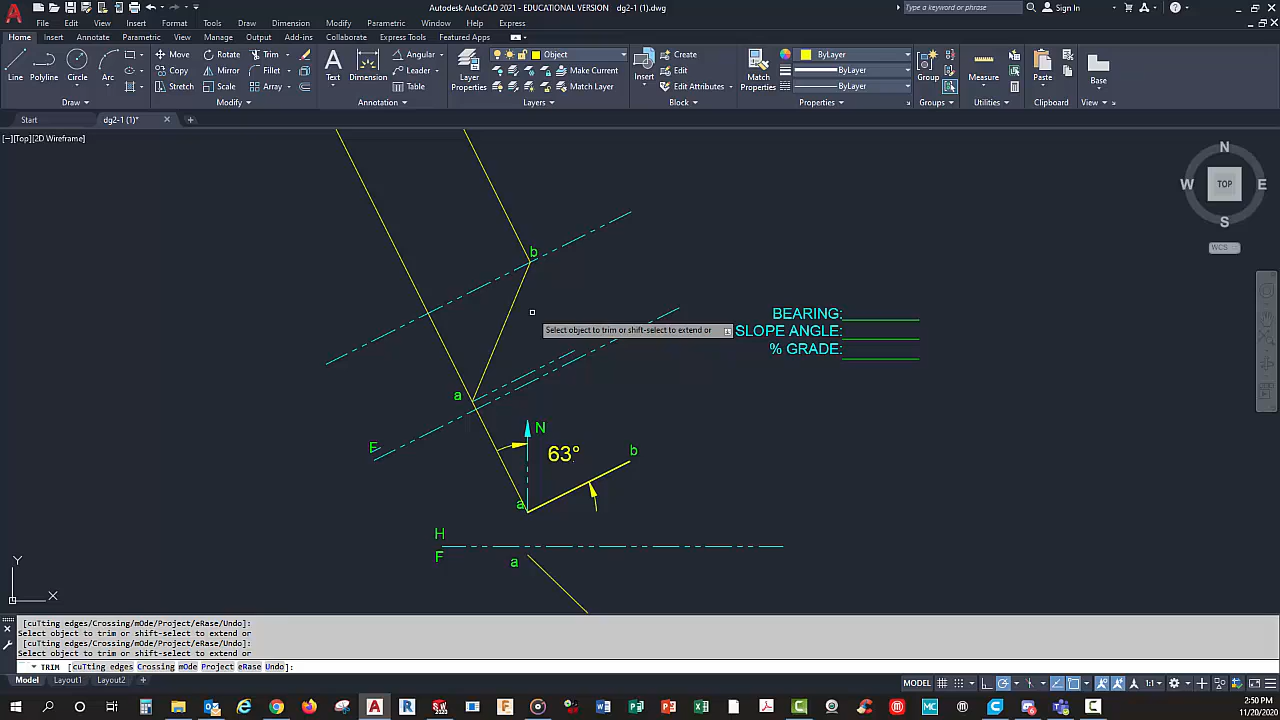 Autodesk AutoCAD 2021 - EDUCATIONAL VERSION dg2-1 (1).dwg
Type a keyword or phrase
Sign In
File Edit View Insert Format Tools Draw Dimension Modify Parametric Window Help Express
Home Insert Annotate Parametric View Manage Output Add-ins Collaborate Express Tools Featured Apps
Line Polyline Circle Arc
Move Rotate Trim
Copy Mirror Fillet
Stretch Scale Array
Text Dimension
Angular
Leader
Table
Layer Properties
Object
Make Current
Match Layer
Insert
Create
Edit
Edit Attributes
Match Properties
ByLayer
ByLayer
ByLayer
Group
Measure
Paste
Base
Draw Modify Annotation Layers Block Properties Groups Utilities Clipboard View
Start dg2-1 (1)*
[−][Top][2D Wireframe]
N
W TOP E
S
WCS
b
BEARING:
Select object to trim or shift-select to extend or
SLOPE ANGLE:
% GRADE:
a
N
F
63°
b
a
H
F
a
Y
X
[cuTting edges/Crossing/mOde/Project/eRase/Undo]:
Select object to trim or shift-select to extend or
[cuTting edges/Crossing/mOde/Project/eRase/Undo]:
Select object to trim or shift-select to extend or
TRIM [cuTting edges Crossing mOde Project eRase Undo]:
Model Layout1 Layout2
MODEL
1:1
2:50 PM
11/20/2020